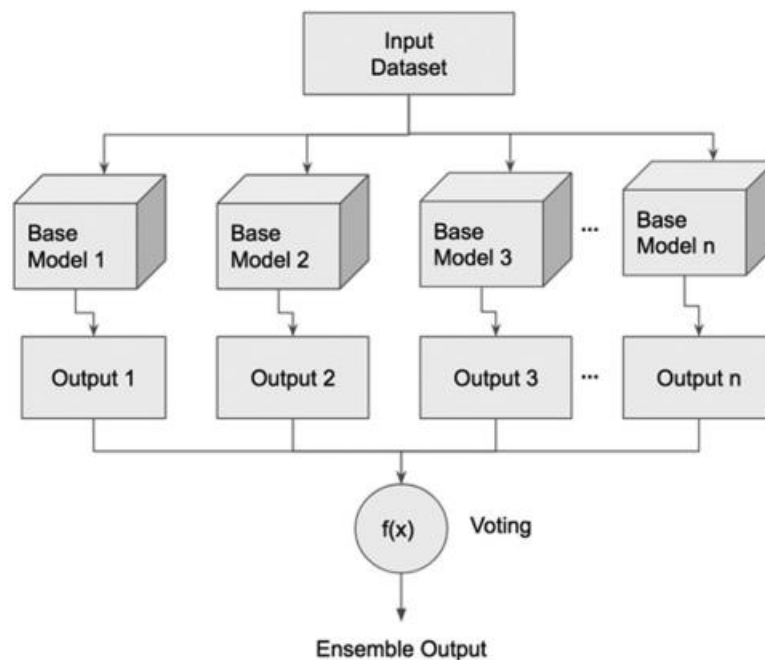 Input
Dataset
Base
Model 1
Base
Model 2
Base
Model 3
...
Base
Model n
Output 1
Output 2
Output 3
...
Output n
f(x)
Voting
Ensemble Output